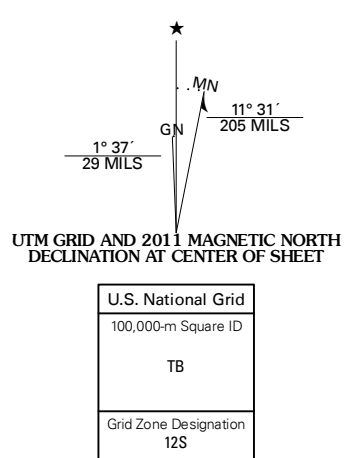 ★
MN
11° 31´
205 MILS
GN
1° 37´
29 MILS
UTM GRID AND 2011 MAGNETIC NORTH
DECLINATION AT CENTER OF SHEET
U.S. National Grid
100,000-m Square ID
TB
Grid Zone Designation
12S